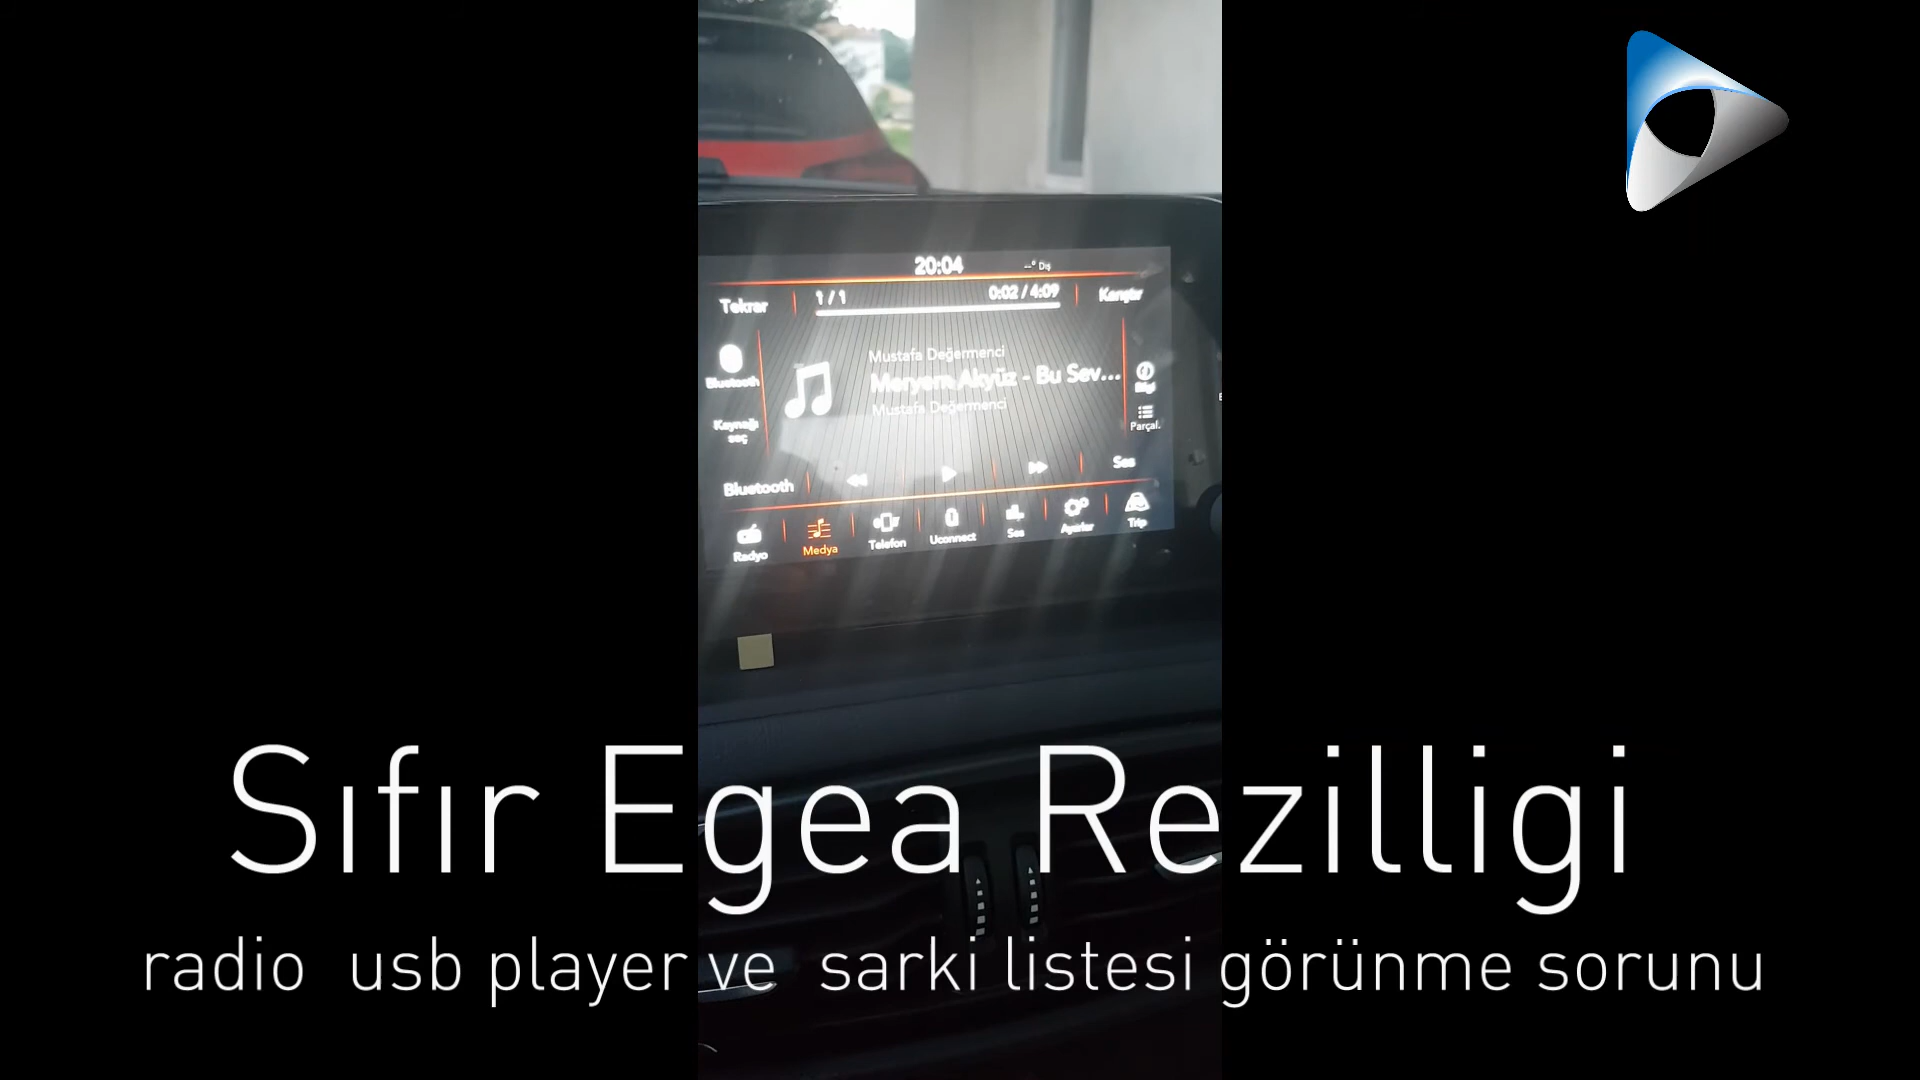 20:04
--° Dış
Tekrar
1 / 1
0:02 / 4:09
Karıştır
Bluetooth
Mustafa Değermenci
Meryem Akyüz - Bu Sev...
Mustafa Değermenci
Bilgi
Kaynağı
seç
Parçal.
Bluetooth
Ses
Radyo
Medya
Telefon
Uconnect
Ses
Ayarlar
Trip
Sıfır Egea Rezilligi
radio usb player ve sarki listesi görünme sorunu